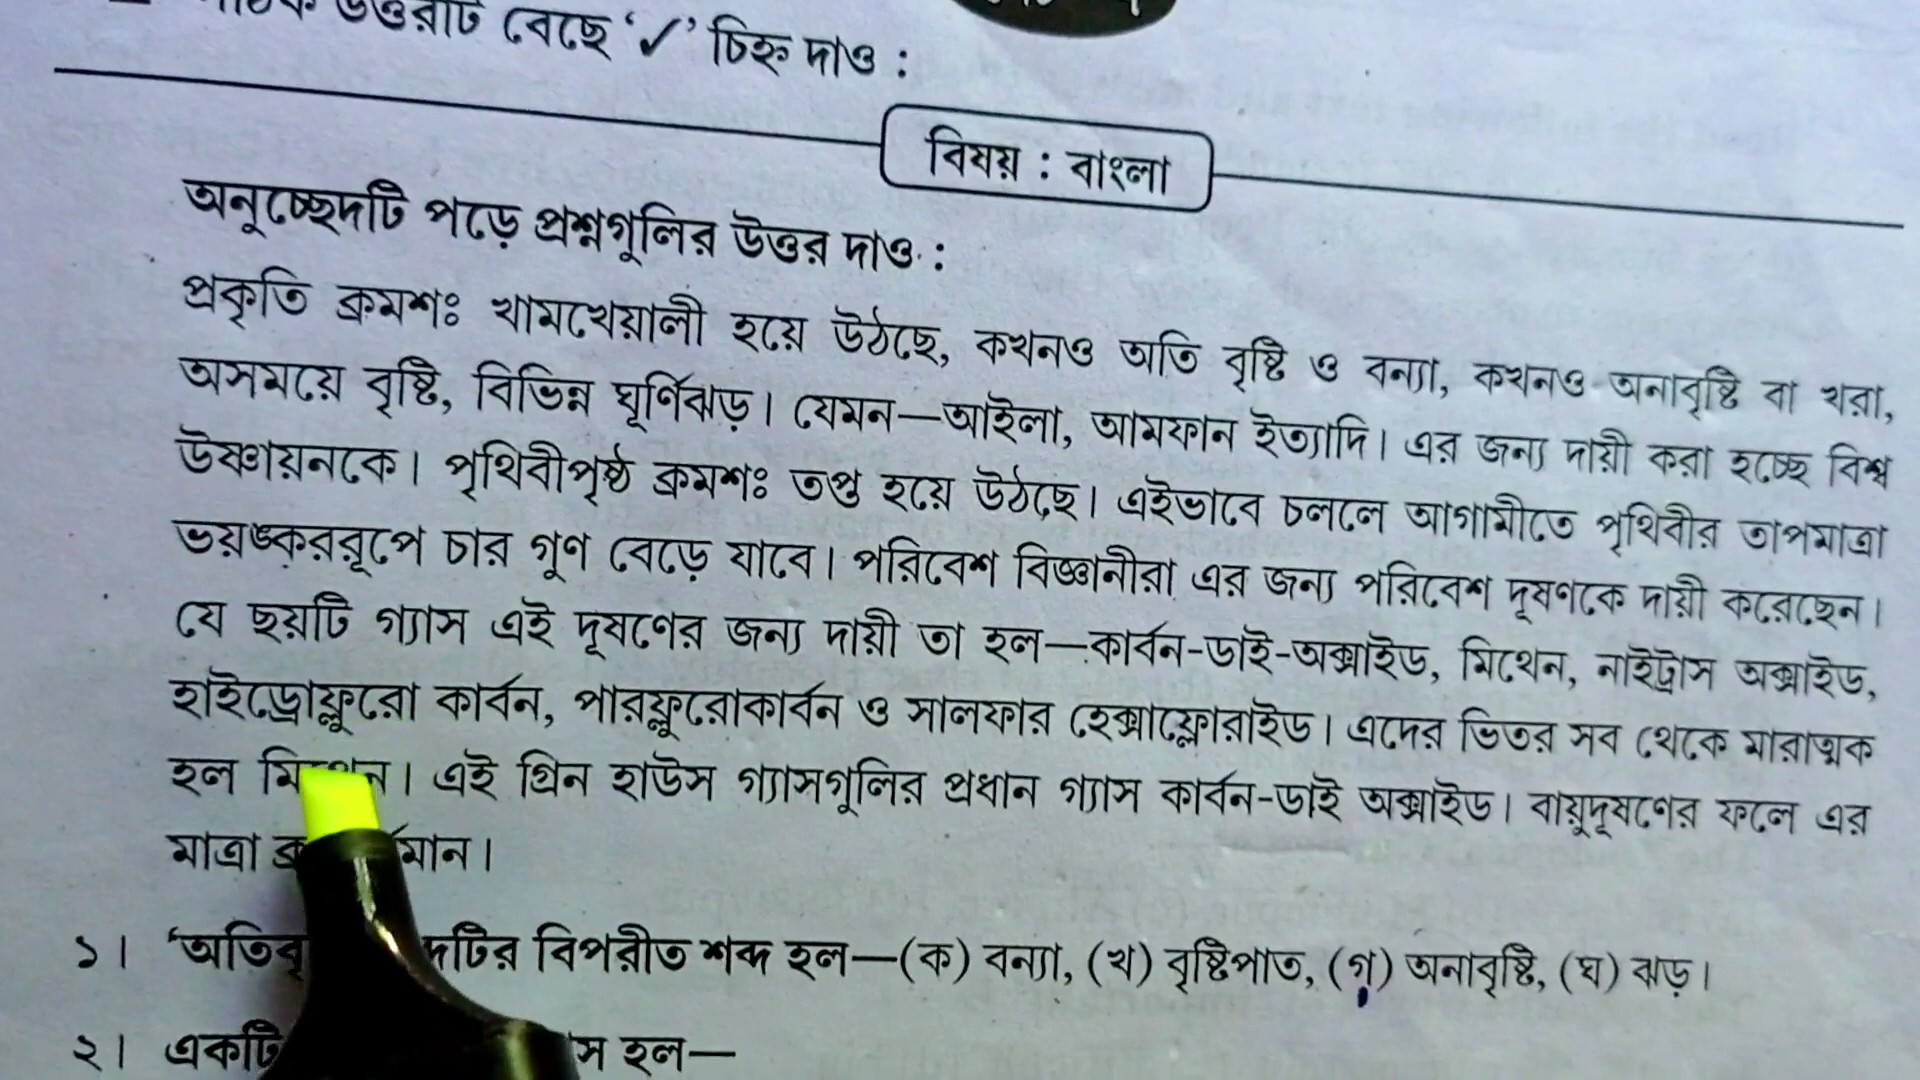 উত্তরটি বেছে ‘✓’ চিহ্ন দাও :
বিষয় : বাংলা
অনুচ্ছেদটি পড়ে প্রশ্নগুলির উত্তর দাও :
প্রকৃতি ক্রমশঃ খামখেয়ালী হয়ে উঠছে, কখনও অতি বৃষ্টি ও বন্যা, কখনও অনাবৃষ্টি বা খরা,
অসময়ে বৃষ্টি, বিভিন্ন ঘূর্ণিঝড়। যেমন—আইলা, আমফান ইত্যাদি। এর জন্য দায়ী করা হচ্ছে বিশ্ব
উষ্ণায়নকে। পৃথিবীপৃষ্ঠ ক্রমশঃ তপ্ত হয়ে উঠছে। এইভাবে চললে আগামীতে পৃথিবীর তাপমাত্রা
ভয়ঙ্কররূপে চার গুণ বেড়ে যাবে। পরিবেশ বিজ্ঞানীরা এর জন্য পরিবেশ দূষণকে দায়ী করেছেন।
যে ছয়টি গ্যাস এই দূষণের জন্য দায়ী তা হল—কার্বন-ডাই-অক্সাইড, মিথেন, নাইট্রাস অক্সাইড,
হাইড্রোফ্লুরো কার্বন, পারফ্লুরোকার্বন ও সালফার হেক্সাফ্লোরাইড। এদের ভিতর সব থেকে মারাত্মক
হল মিথেন। এই গ্রিন হাউস গ্যাসগুলির প্রধান গ্যাস কার্বন-ডাই অক্সাইড। বায়ুদূষণের ফলে এর
মাত্রা
১। বিপরীত শব্দ হল—(ক) বন্যা, (খ) বৃষ্টিপাত, (গ) অনাবৃষ্টি, (ঘ) ঝড়।
২। একটি হল—